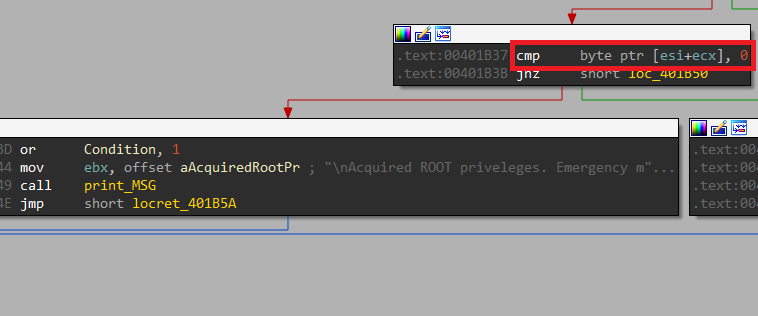 .text:00401B37 cmp byte ptr [esi+ecx], 0
.text:00401B3B jnz short loc_401B50
3D or Condition, 1
44 mov ebx, offset aAcquiredRootPr ; "\nAcquired ROOT priveleges. Emergency m"...
49 call print_MSG
4E jmp short locret_401B5A
.text:004
.text:004
.text:004
.text:004